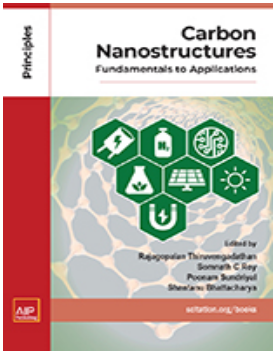 Principles
Carbon
Nanostructures
Fundamentals to Applications
H₂
Edited by
Rajagopalan Thiruvengadathan
Somnath C Roy
Poonam Sundriyal
Shantanu Bhattacharya
scitation.org/books
AIP
Publishing